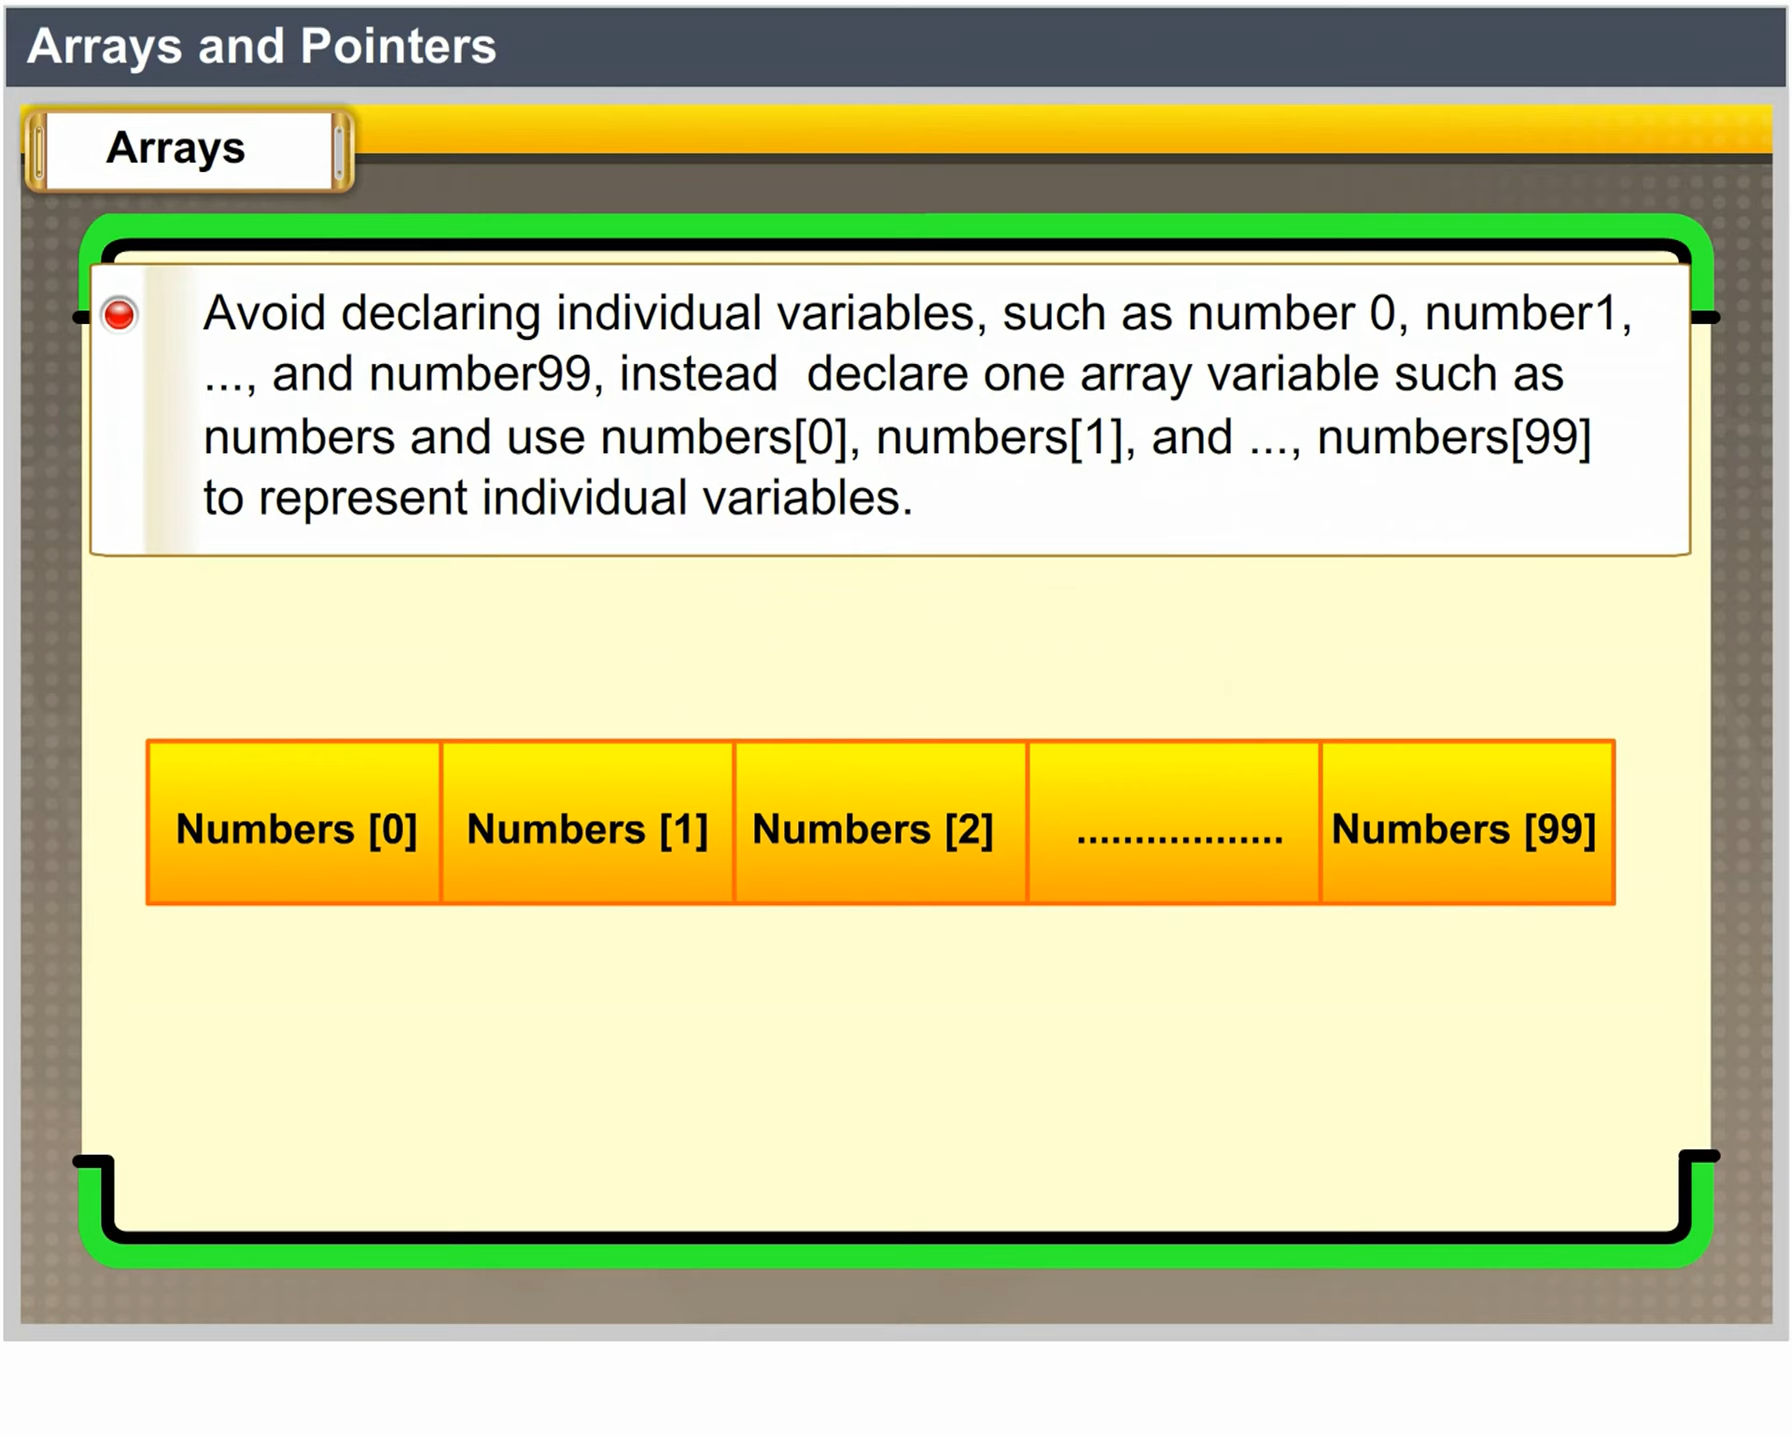 Arrays and Pointers
Arrays
Avoid declaring individual variables, such as number 0, number1,
..., and number99, instead  declare one array variable such as
numbers and use numbers[0], numbers[1], and ..., numbers[99]
to represent individual variables.
Numbers [0] Numbers [1] Numbers [2] .................. Numbers [99]